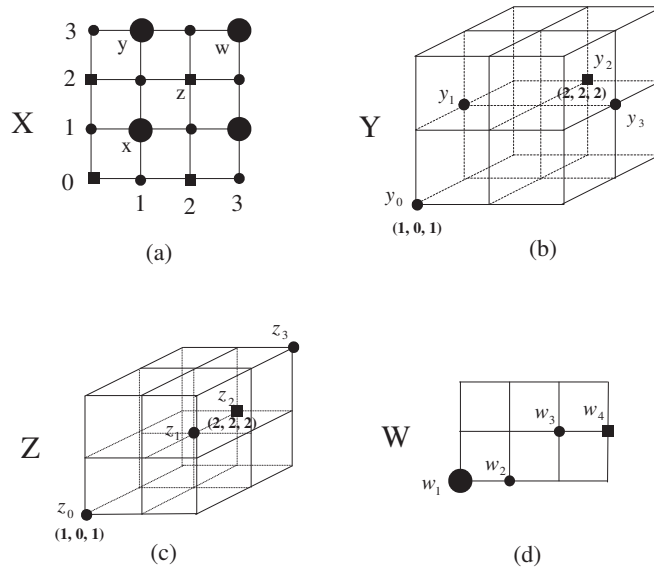 3
y
w
2
z
X
1
x
0
1
2
3
(a)
y2
y1
(2, 2, 2)
Y
y3
y0
(1, 0, 1)
(b)
z3
z2
z1
(2, 2, 2)
Z
z0
(1, 0, 1)
(c)
w3
w4
W
w1
w2
(d)